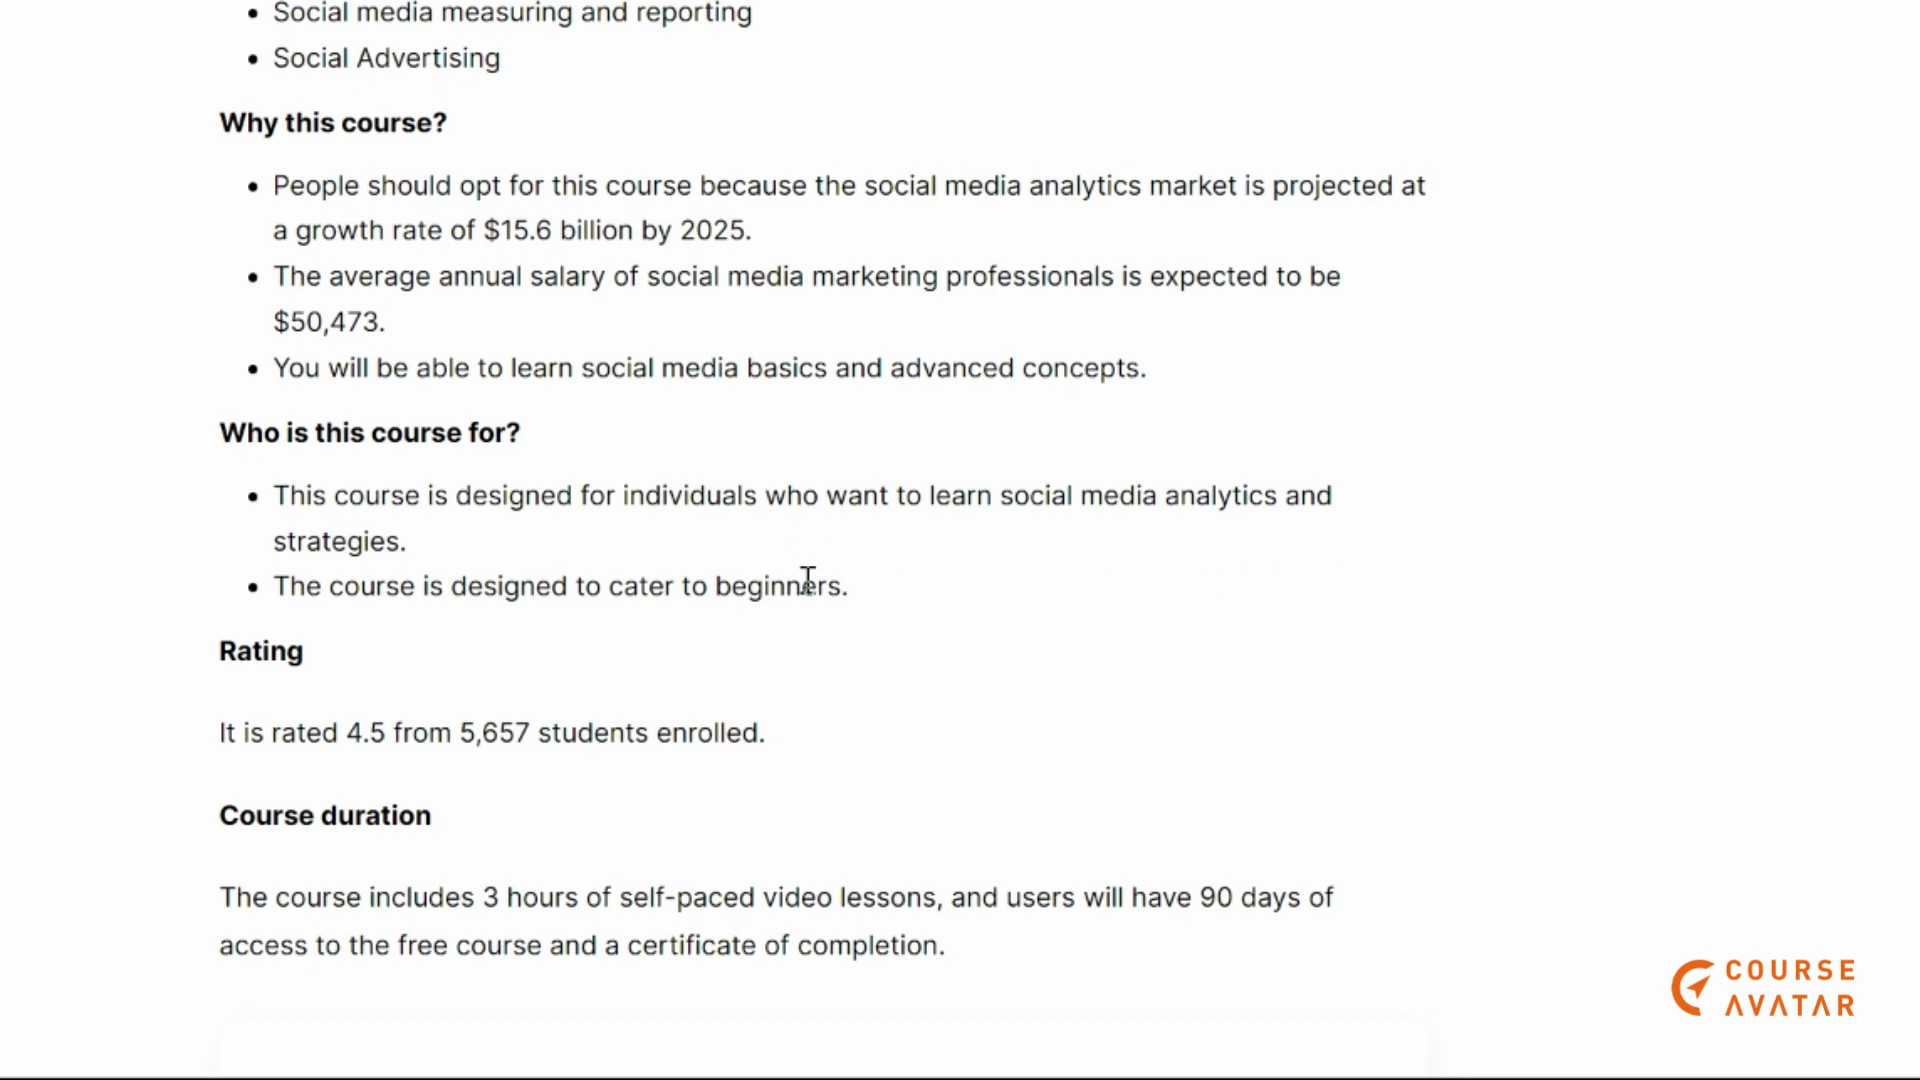 Social media measuring and reporting
Social Advertising
Why this course?
People should opt for this course because the social media analytics market is projected at
a growth rate of $15.6 billion by 2025.
The average annual salary of social media marketing professionals is expected to be
$50,473.
You will be able to learn social media basics and advanced concepts.
Who is this course for?
This course is designed for individuals who want to learn social media analytics and
strategies.
The course is designed to cater to beginners.
Rating
It is rated 4.5 from 5,657 students enrolled.
Course duration
The course includes 3 hours of self-paced video lessons, and users will have 90 days of
access to the free course and a certificate of completion.
COURSE
AVATAR